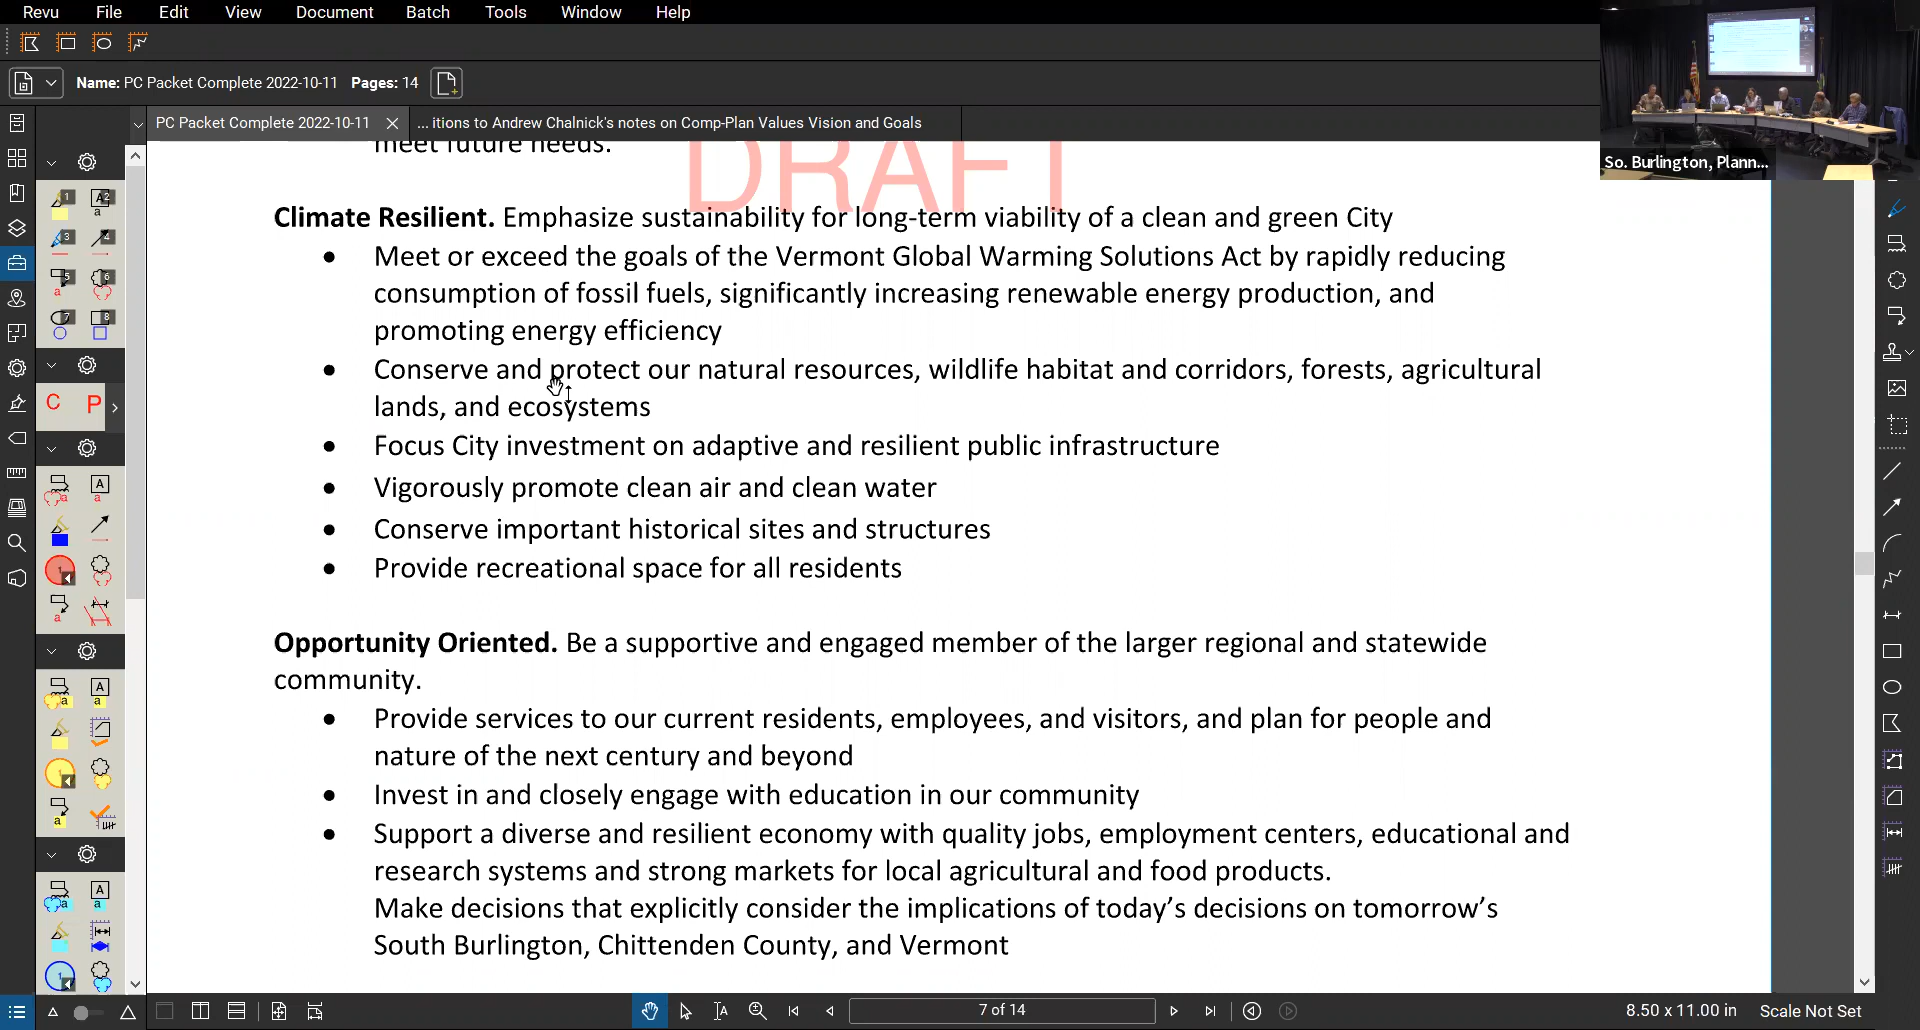 Revu File Edit View Document Batch Tools Window Help
Name: PC Packet Complete 2022-10-11 Pages: 14
PC Packet Complete 2022-10-11
... itions to Andrew Chalnick's notes on Comp-Plan Values Vision and Goals
So. Burlington, Plann...
meet future needs.
DRAFT
Climate Resilient. Emphasize sustainability for long-term viability of a clean and green City
• Meet or exceed the goals of the Vermont Global Warming Solutions Act by rapidly reducing
consumption of fossil fuels, significantly increasing renewable energy production, and
promoting energy efficiency
• Conserve and protect our natural resources, wildlife habitat and corridors, forests, agricultural
lands, and ecosystems
• Focus City investment on adaptive and resilient public infrastructure
• Vigorously promote clean air and clean water
• Conserve important historical sites and structures
• Provide recreational space for all residents
Opportunity Oriented. Be a supportive and engaged member of the larger regional and statewide
community.
• Provide services to our current residents, employees, and visitors, and plan for people and
nature of the next century and beyond
• Invest in and closely engage with education in our community
• Support a diverse and resilient economy with quality jobs, employment centers, educational and
research systems and strong markets for local agricultural and food products.
Make decisions that explicitly consider the implications of today's decisions on tomorrow's
South Burlington, Chittenden County, and Vermont
7 of 14
8.50 x 11.00 in Scale Not Set